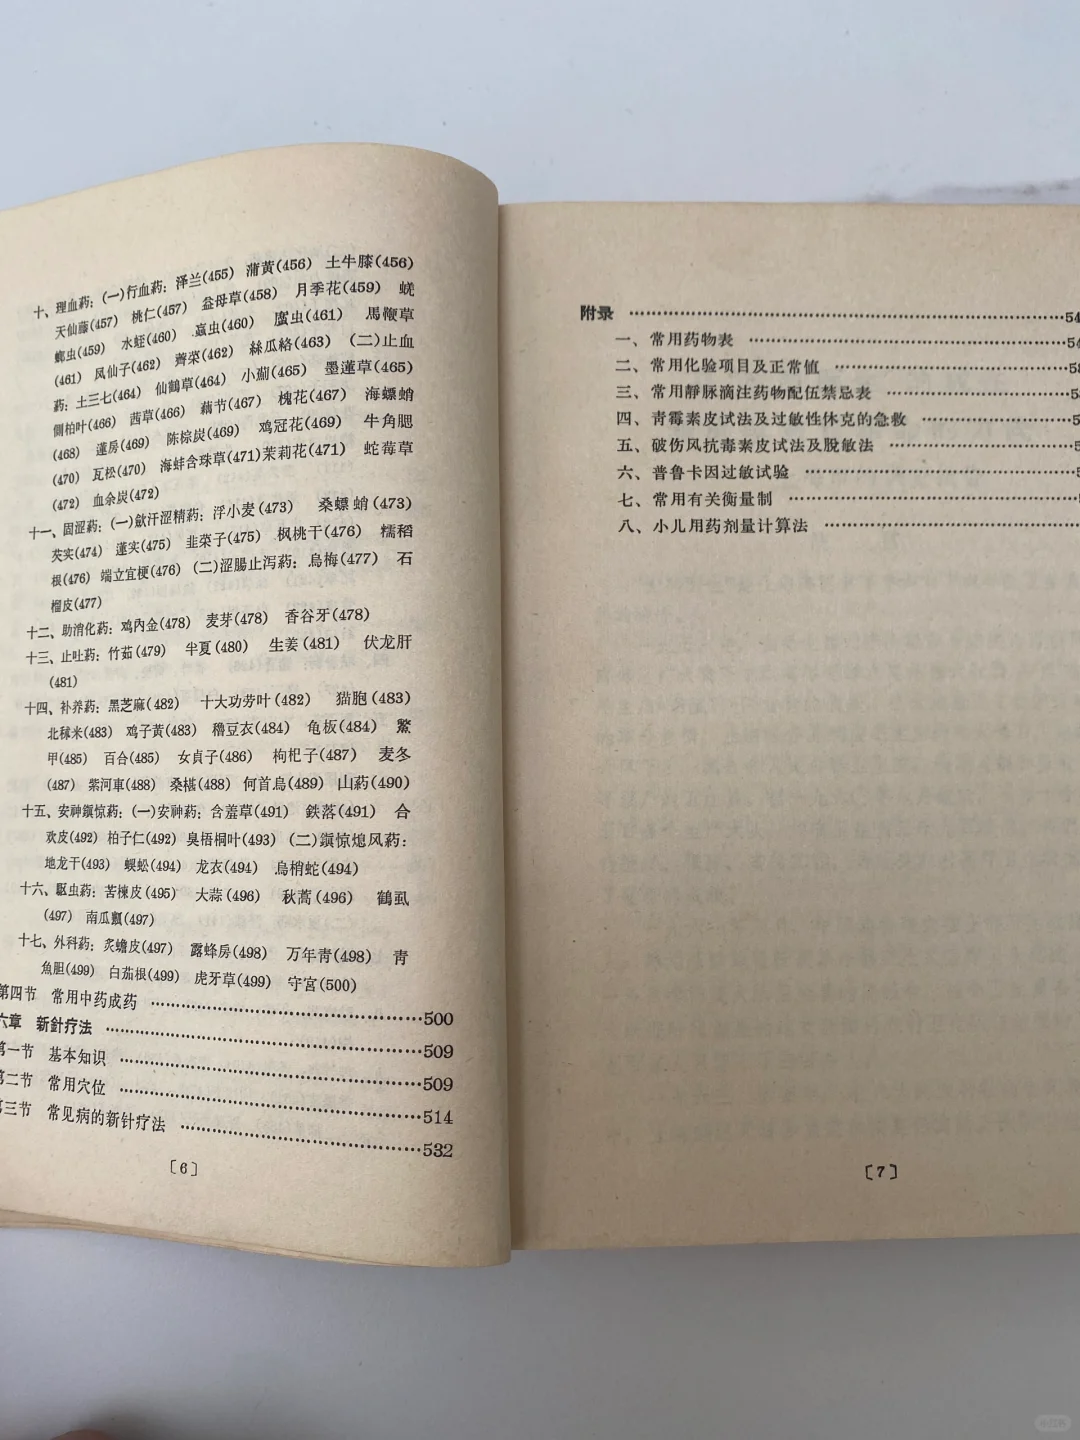 十、理血药：(一)行血药：泽兰(455) 蒲黄(456) 土牛膝(456)
天仙藤(457) 桃仁(457) 益母草(458) 月季花(459) 蜣
螂虫(459) 水蛭(460) 虻虫(460) 䗪虫(461) 馬鞭草
(461) 凤仙子(462) 薺菜(462) 絲瓜絡(463) (二)止血
药：土三七(464) 仙鶴草(464) 小薊(465) 墨蓮草(465)
側柏叶(466) 茜草(466) 藕节(467) 槐花(467) 海螵蛸
(468) 蓮房(469) 陈棕炭(469) 鸡冠花(469) 牛角腮
(470) 瓦松(470) 海蚌含珠草(471)茉莉花(471) 蛇莓草
(472) 血余炭(472)
十一、固涩药：(一)斂汗涩精药：浮小麦(473) 桑螵蛸(473)
芡实(474) 蓮实(475) 韭菜子(475) 枫桃干(476) 糯稻
根(476) 端立宜梗(476) (二)涩腸止泻药：烏梅(477) 石
榴皮(477)
十二、助消化药：鸡内金(478) 麦芽(478) 香谷牙(478)
十三、止吐药：竹茹(479) 半夏(480) 生姜(481) 伏龙肝
(481)
十四、补养药：黑芝麻(482) 十大功劳叶(482) 猫胞(483)
北秫米(483) 鸡子黄(483) 穭豆衣(484) 龟板(484) 鱉
甲(485) 百合(485) 女貞子(486) 枸杞子(487) 麦冬
(487) 紫河車(488) 桑椹(488) 何首烏(489) 山药(490)
十五、安神鎭惊药：(一)安神药：含羞草(491) 鉄落(491) 合
欢皮(492) 柏子仁(492) 臭梧桐叶(493) (二)鎭惊熄风药：
地龙干(493) 蜈蚣(494) 龙衣(494) 烏梢蛇(494)
十六、驅虫药：苦楝皮(495) 大蒜(496) 秋蒿(496) 鶴虱
(497) 南瓜瓤(497)
十七、外科药：炙蟾皮(497) 露蜂房(498) 万年青(498) 青
魚胆(499) 白茄根(499) 虎牙草(499) 守宫(500)
第四节 常用中药成药 ……500
六章 新針疗法 ……509
第一节 基本知识 ……509
第二节 常用穴位 ……514
第三节 常见病的新针疗法 ……532
〔6〕
附录 ……54
一、常用药物表 ……54
二、常用化验项目及正常値 ……58
三、常用靜脉滴注药物配伍禁忌表 ……5
四、青霉素皮試法及过敏性休克的急救 ……5
五、破伤风抗毒素皮試法及脫敏法 ……5
六、普鲁卡因过敏试验 ……5
七、常用有关衡量制 ……
八、小儿用药剂量计算法 ……
〔7〕